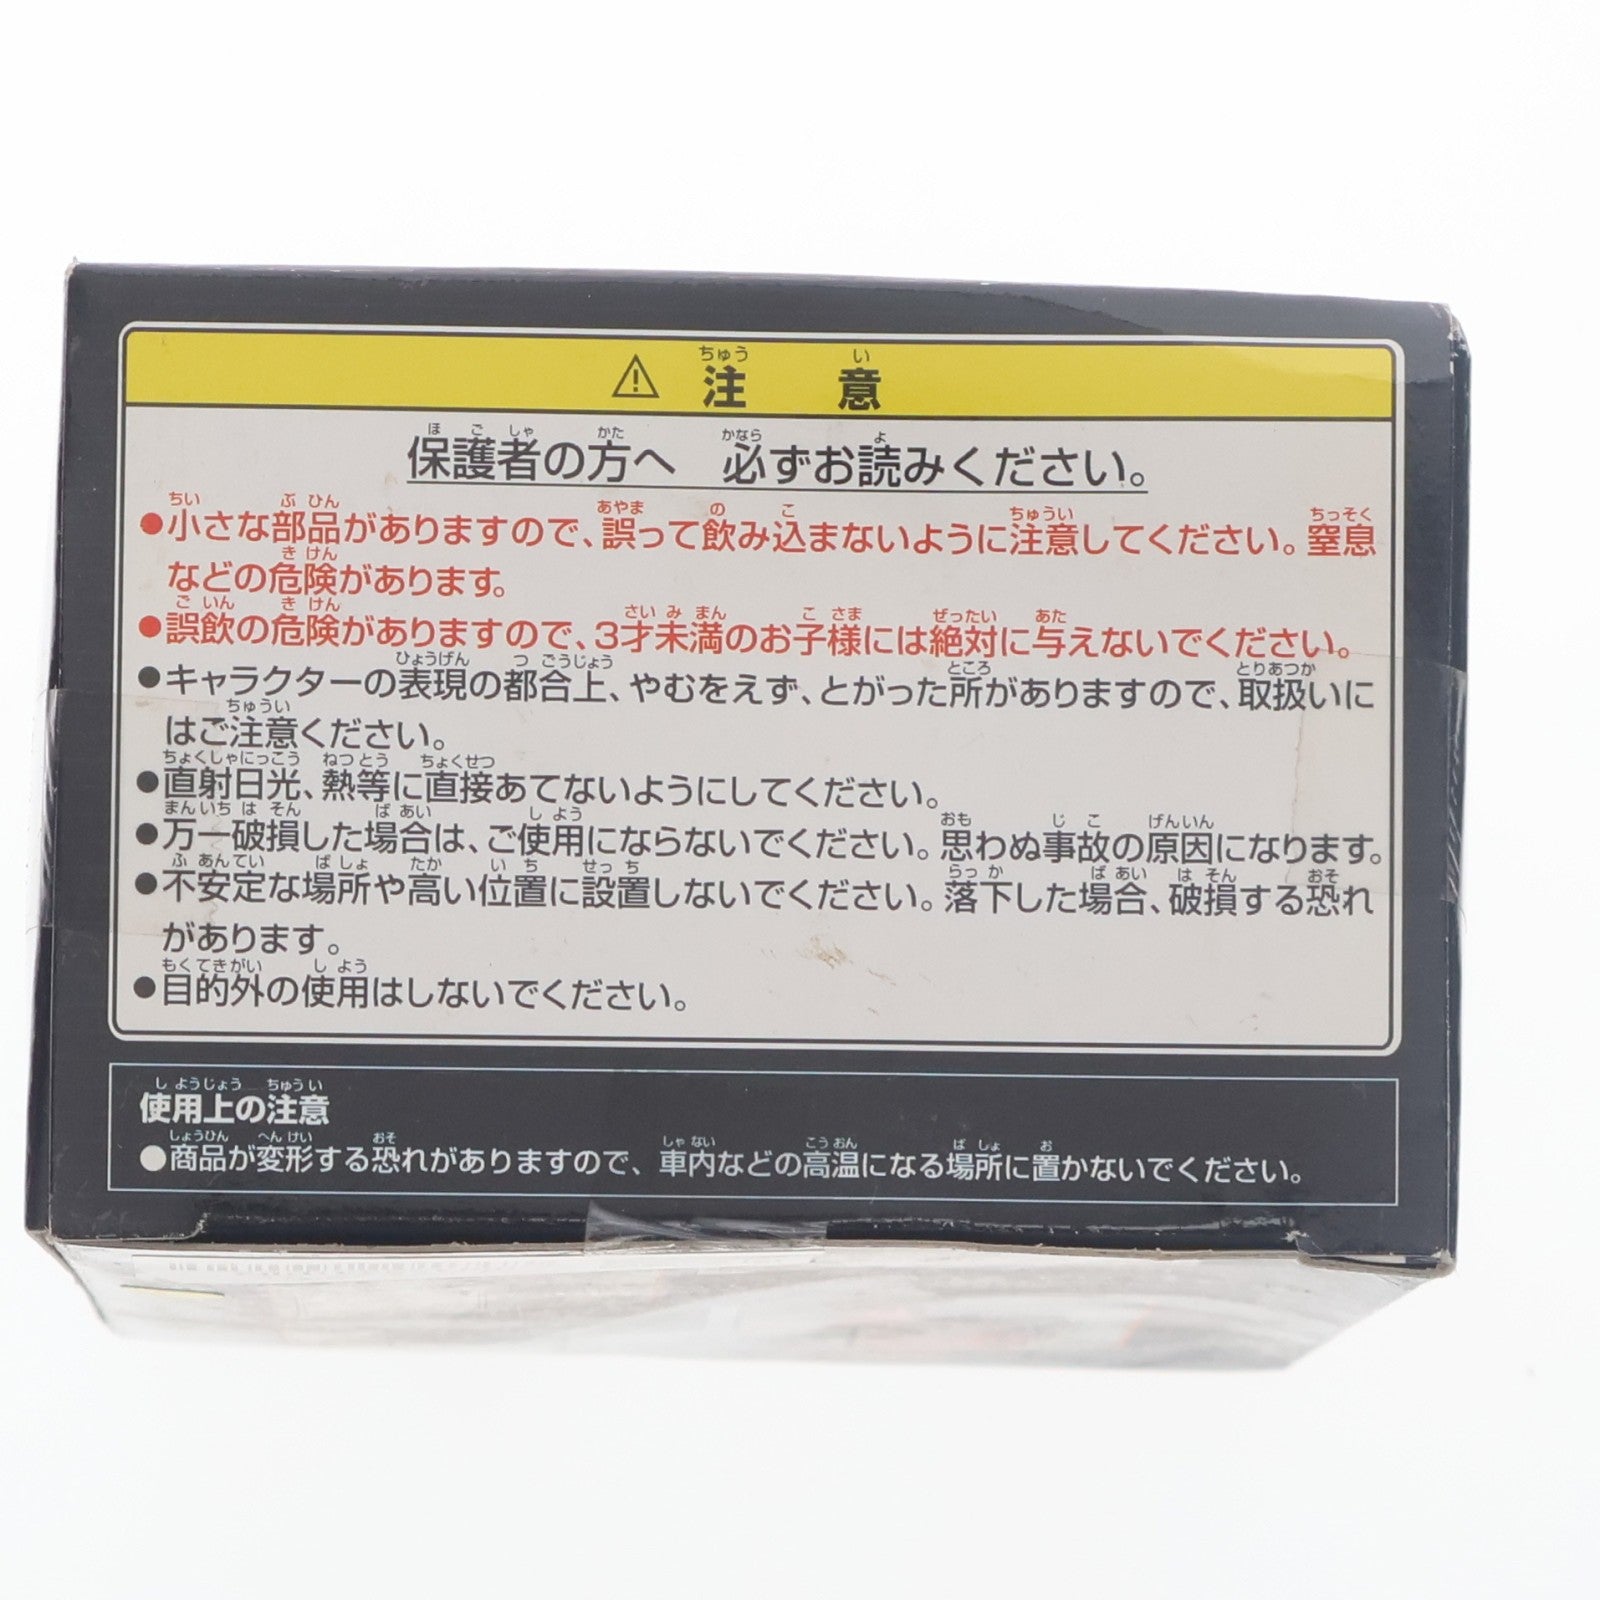 ⚠ 注意
保護者の方へ 必ずお読みください。
●小さな部品がありますので、誤って飲み込まないように注意してください。窒息
などの危険があります。
●誤飲の危険がありますので、3才未満のお子様には絶対に与えないでください。
●キャラクターの表現の都合上、やむをえず、とがった所がありますので、取扱いに
はご注意ください。
●直射日光、熱等に直接あてないようにしてください。
●万一破損した場合は、ご使用にならないでください。思わぬ事故の原因になります。
●不安定な場所や高い位置に設置しないでください。落下した場合、破損する恐れ
があります。
●目的外の使用はしないでください。
使用上の注意
●商品が変形する恐れがありますので、車内などの高温になる場所に置かないでください。